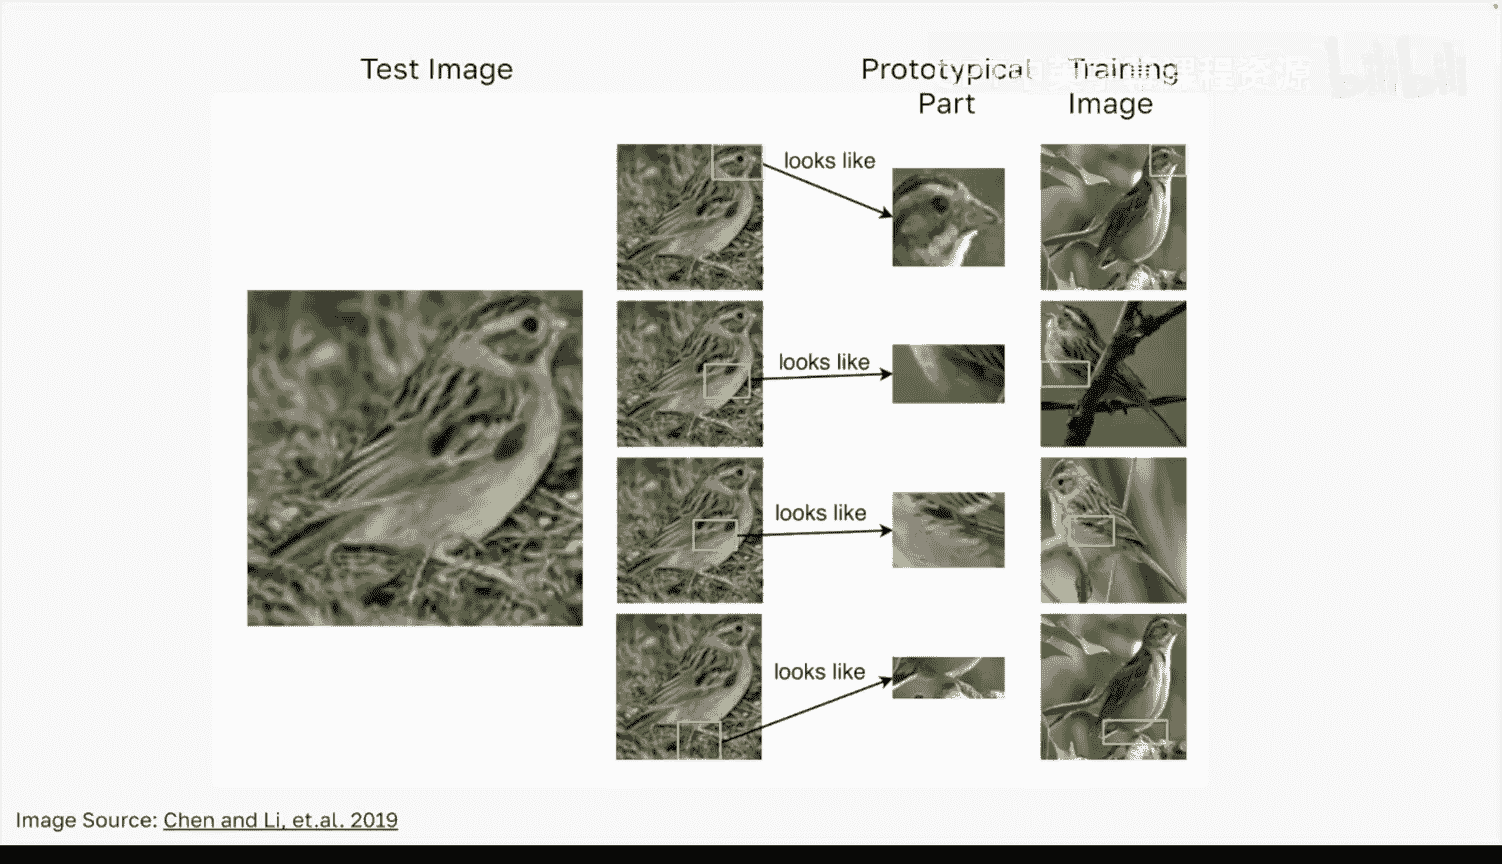 Test Image
Prototypical
Part
Training
Image
looks like
looks like
looks like
looks like
Image Source: Chen and Li, et.al. 2019